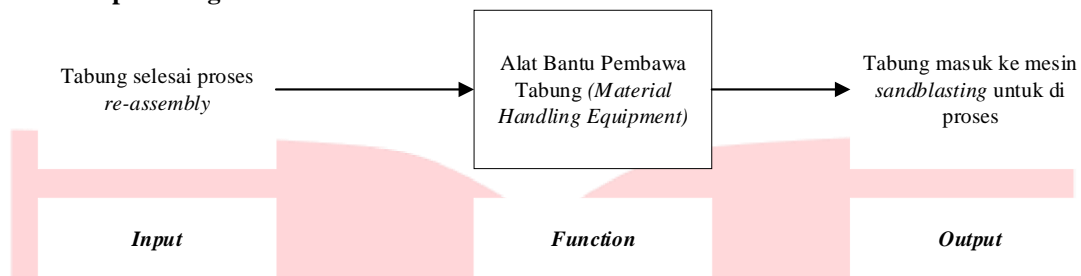 Tabung selesai proses
re-assembly
Alat Bantu Pembawa
Tabung (Material
Handling Equipment)
Tabung masuk ke mesin
sandblasting untuk di
proses
Input
Function
Output